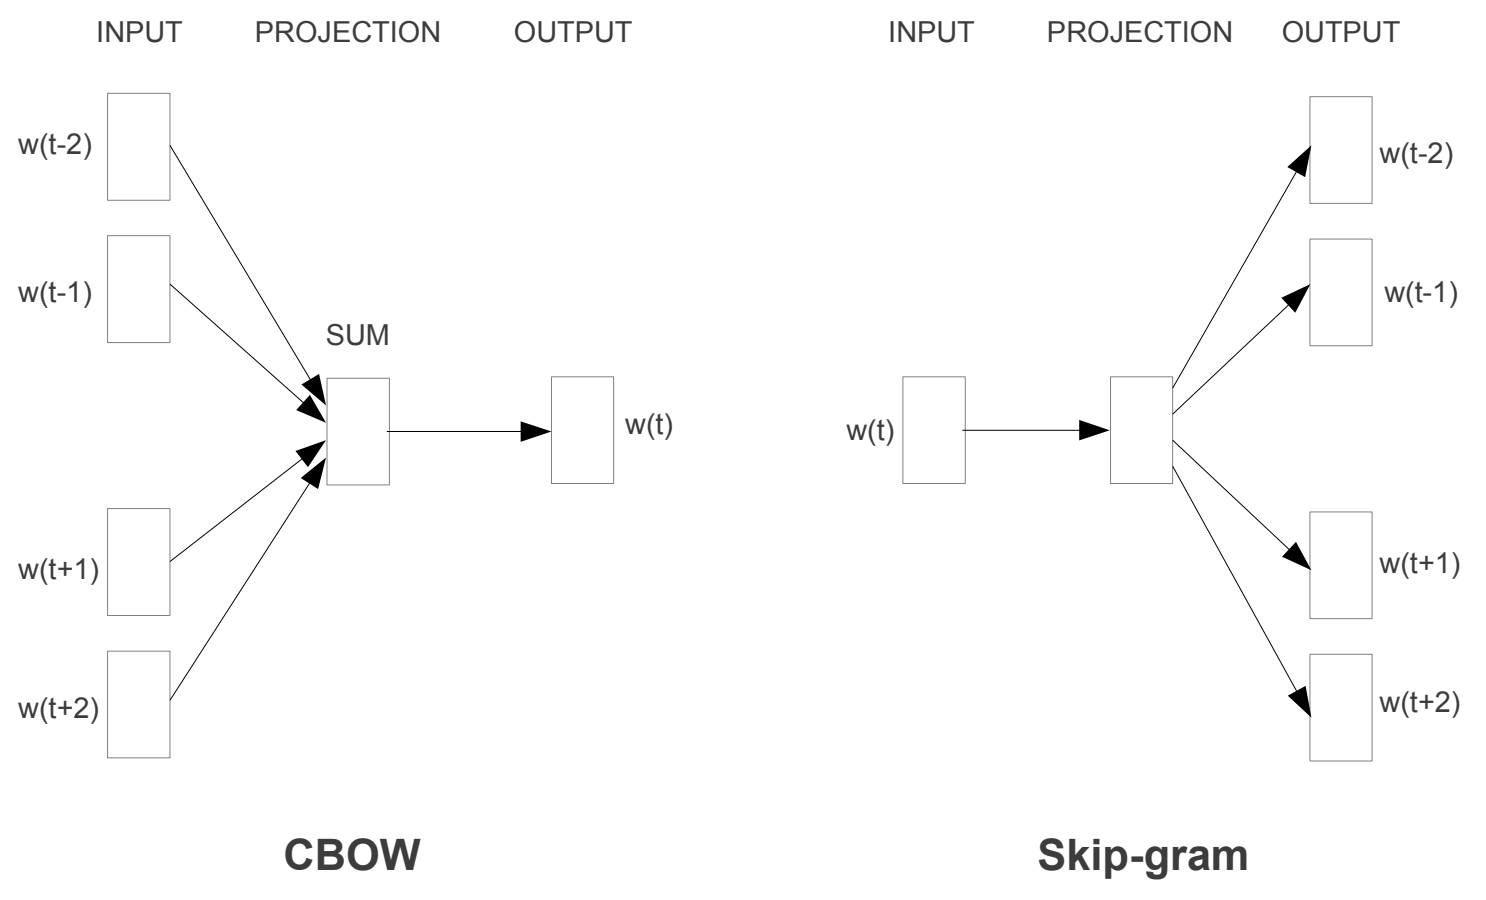 INPUT PROJECTION OUTPUT
w(t-2)
w(t-1)
SUM
w(t)
w(t+1)
w(t+2)
CBOW
INPUT PROJECTION OUTPUT
w(t-2)
w(t-1)
w(t)
w(t+1)
w(t+2)
Skip-gram